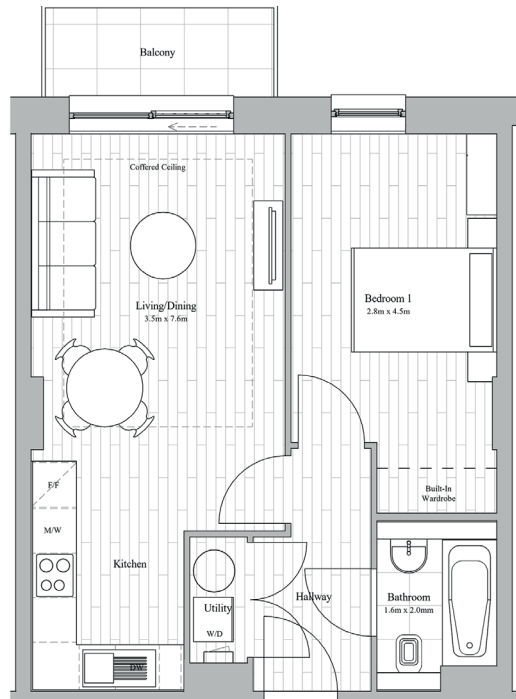 Balcony
Coffered Ceiling
Living/Dining
3.5m x 7.6m
Bedroom 1
2.8m x 4.5m
F/F
M/W
Built-In
Wardrobe
Kitchen
Utility
W/D
Hallway
Bathroom
1.6m x 2.0mm
DW